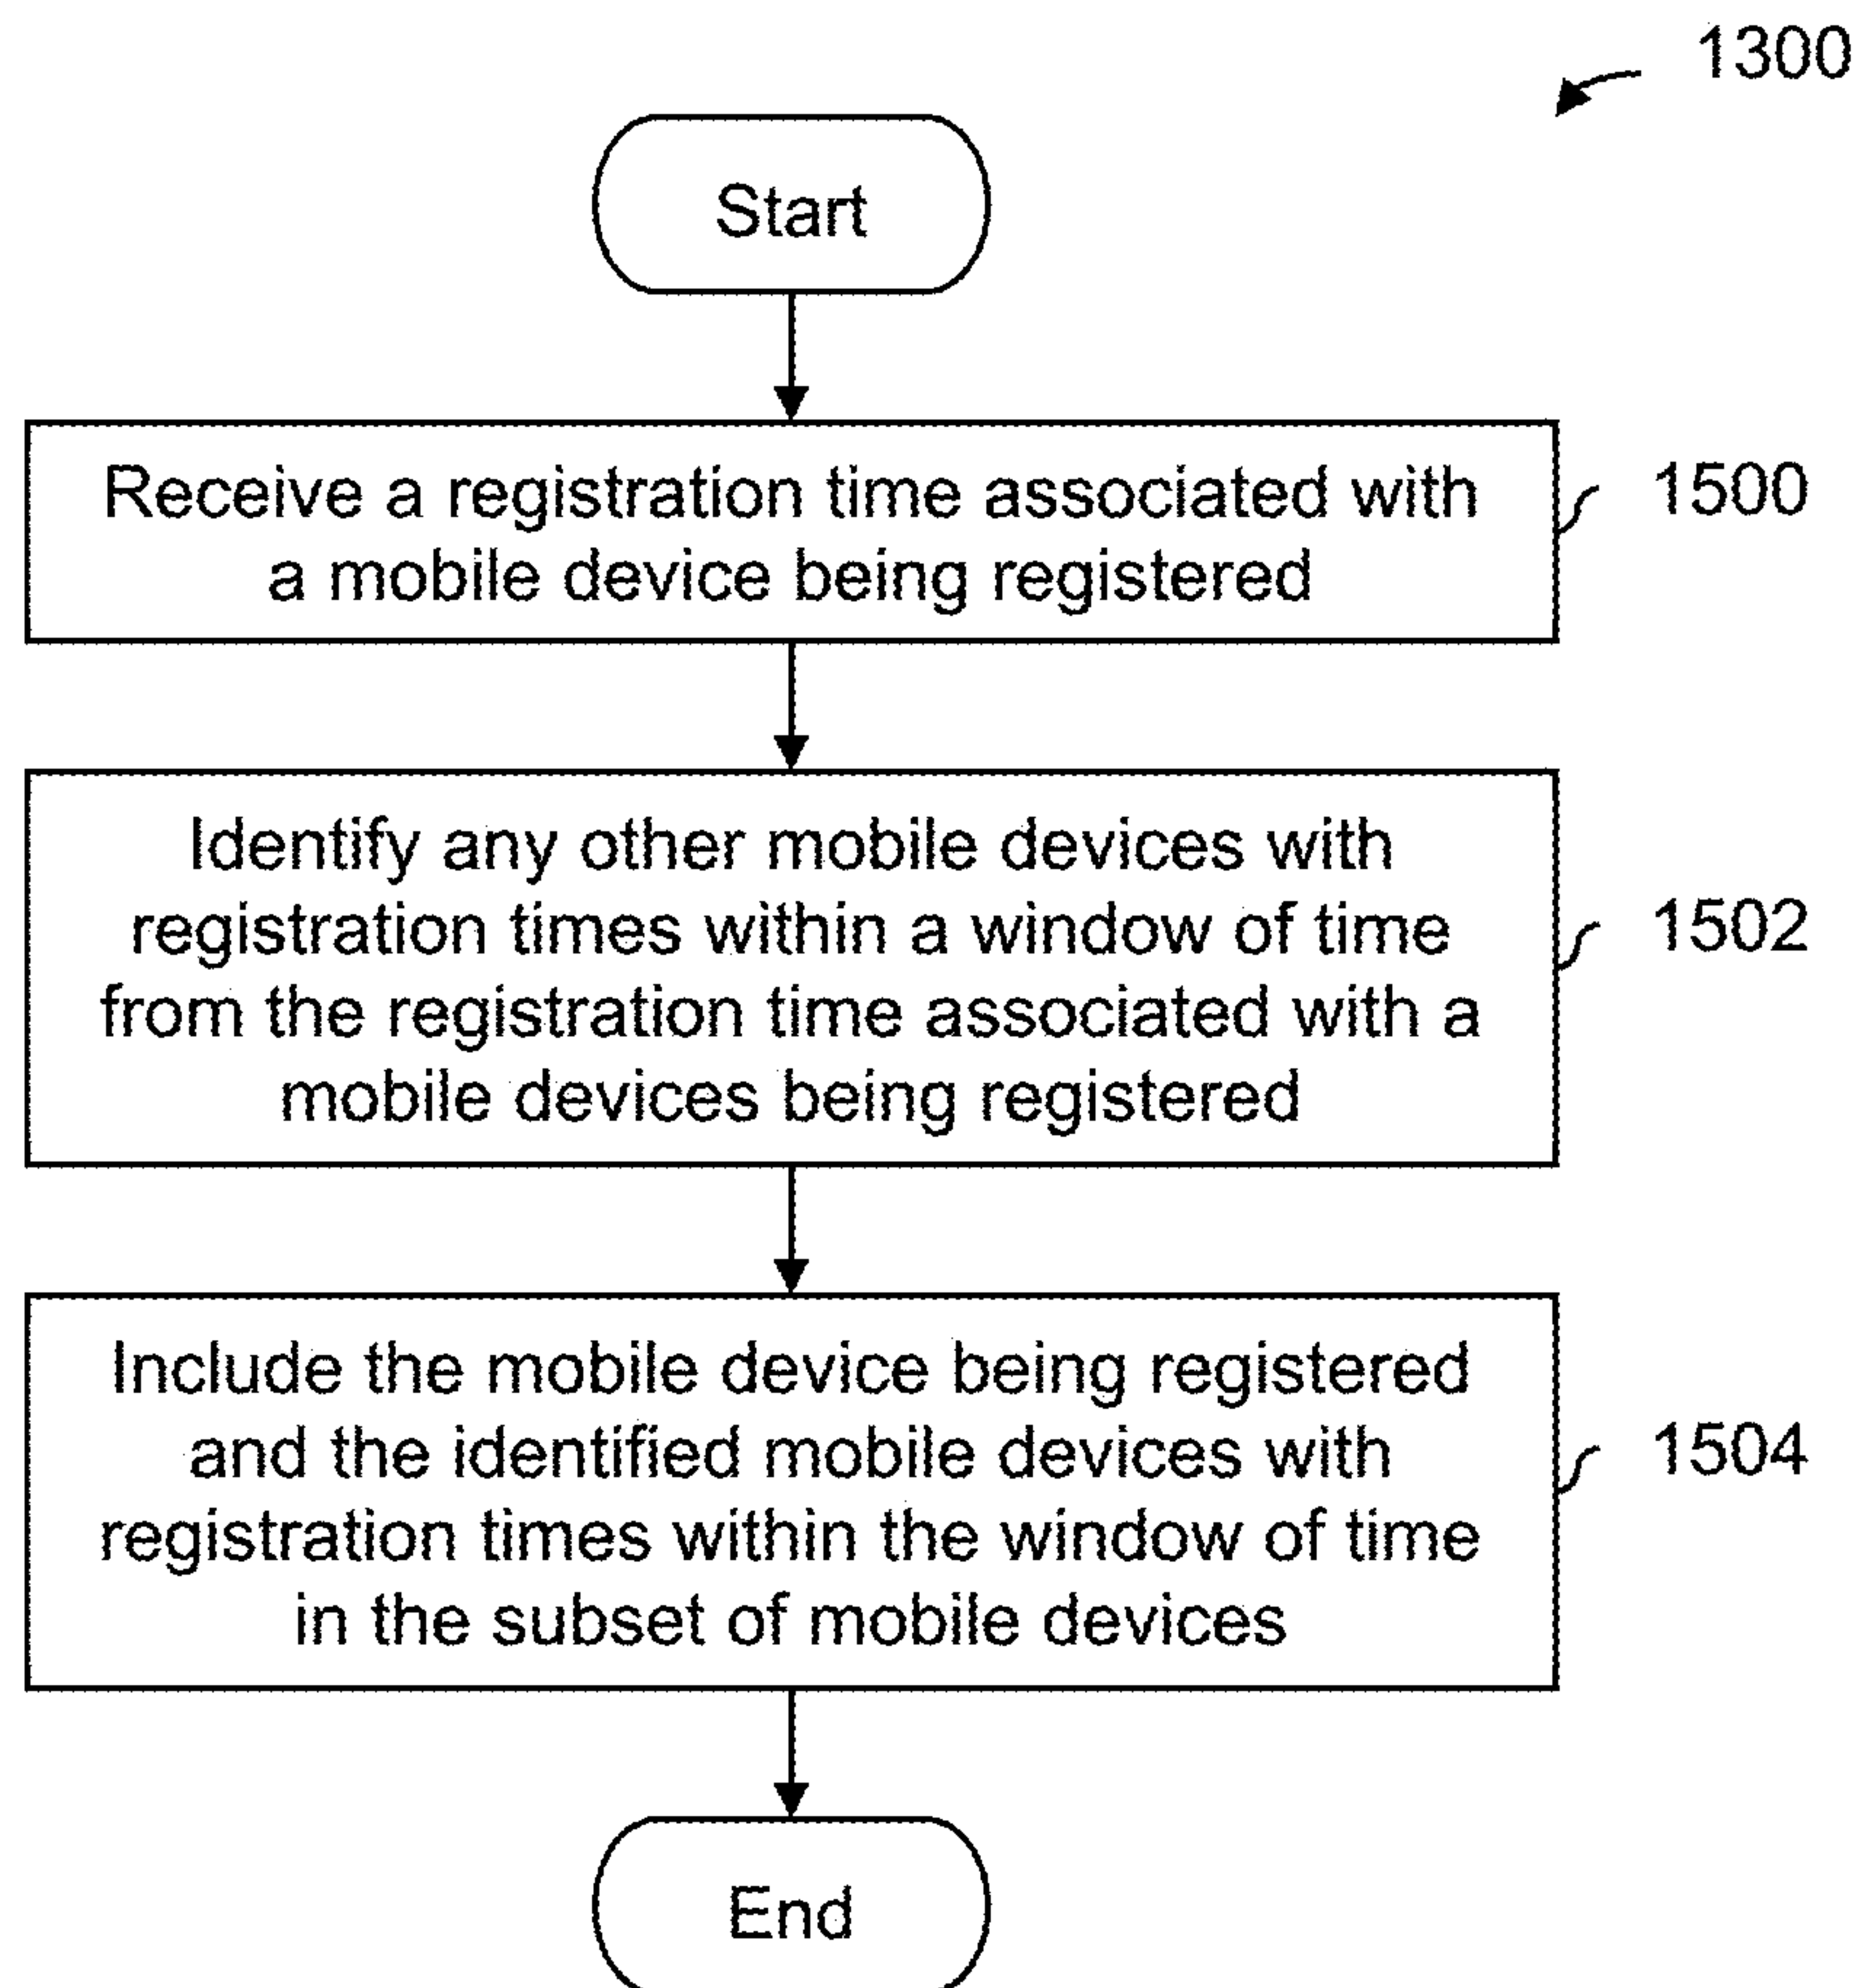 1300
Start
Receive a registration time associated with
a mobile device being registered
1500
Identify any other mobile devices with
registration times within a window of time
from the registration time associated with a
mobile devices being registered
1502
Include the mobile device being registered
and the identified mobile devices with
registration times within the window of time
in the subset of mobile devices
1504
End